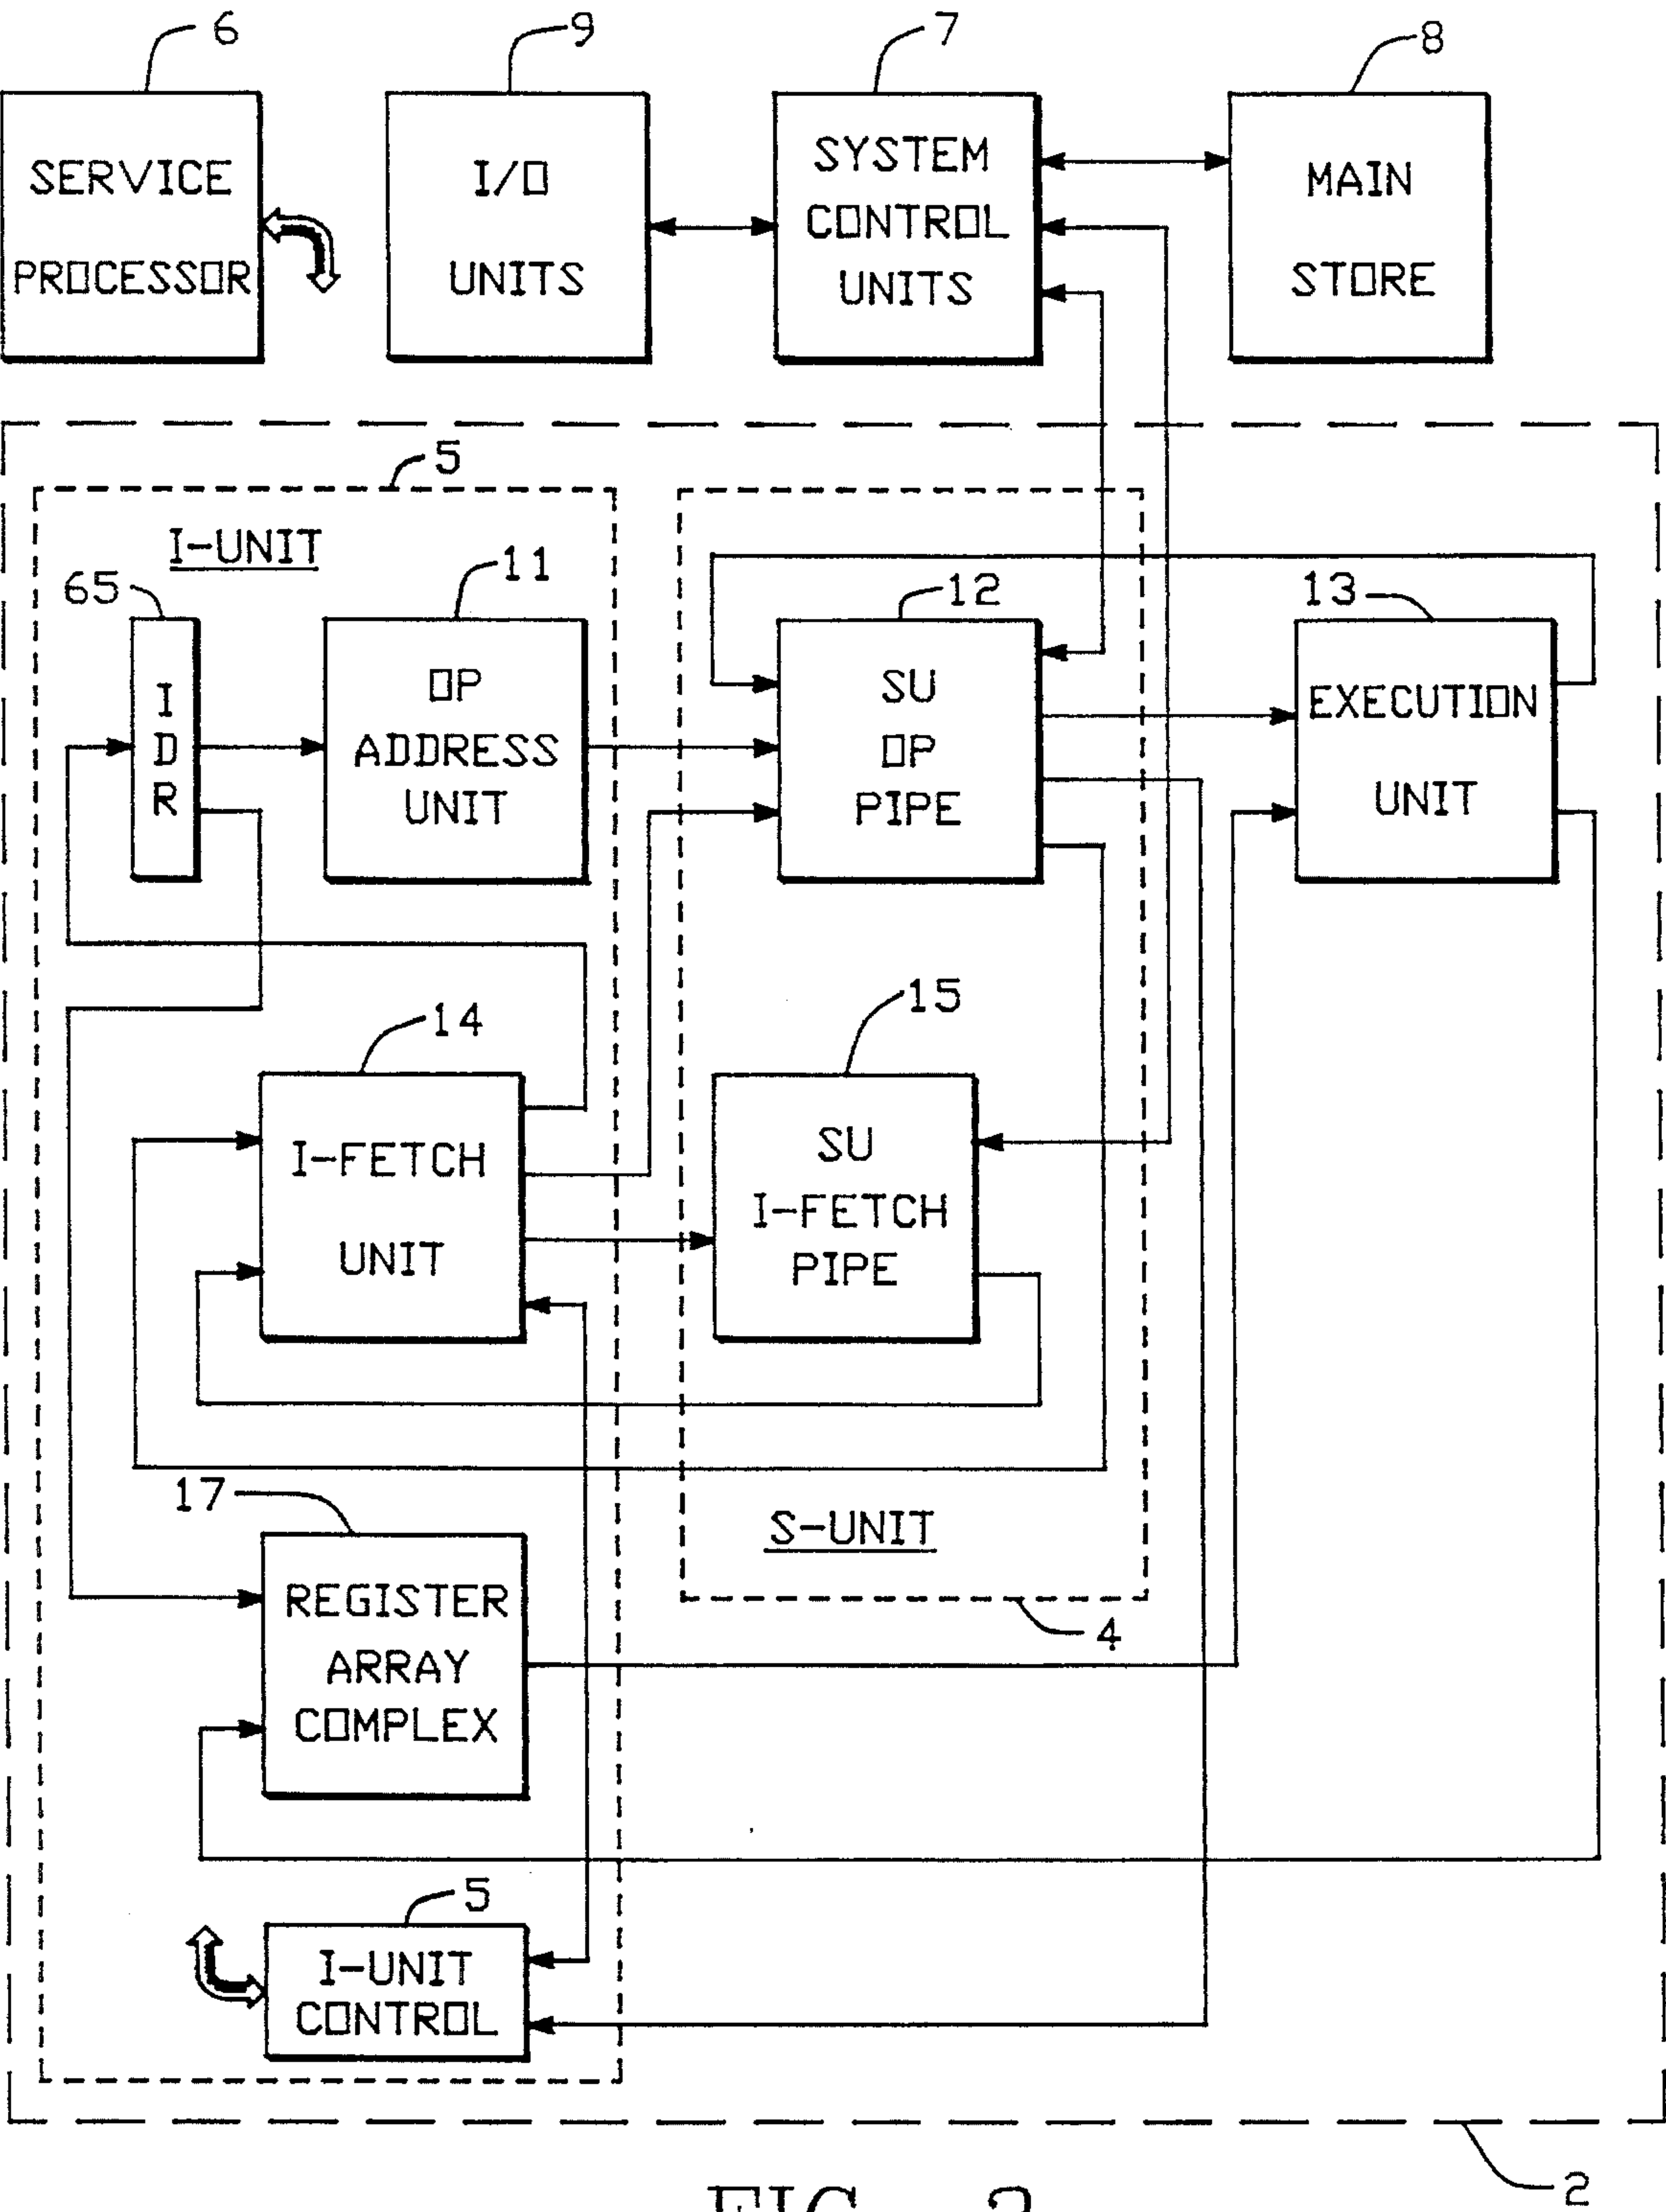 6
9
7
8
SERVICE
PROCESSOR
I/O
UNITS
SYSTEM
CONTROL
UNITS
MAIN
STORE
5
I-UNIT
65
11
12
13
I
D
R
OP
ADDRESS
UNIT
SU
OP
PIPE
EXECUTION
UNIT
14
15
I-FETCH
UNIT
SU
I-FETCH
PIPE
17
S-UNIT
4
REGISTER
ARRAY
COMPLEX
5
I-UNIT
CONTROL
2